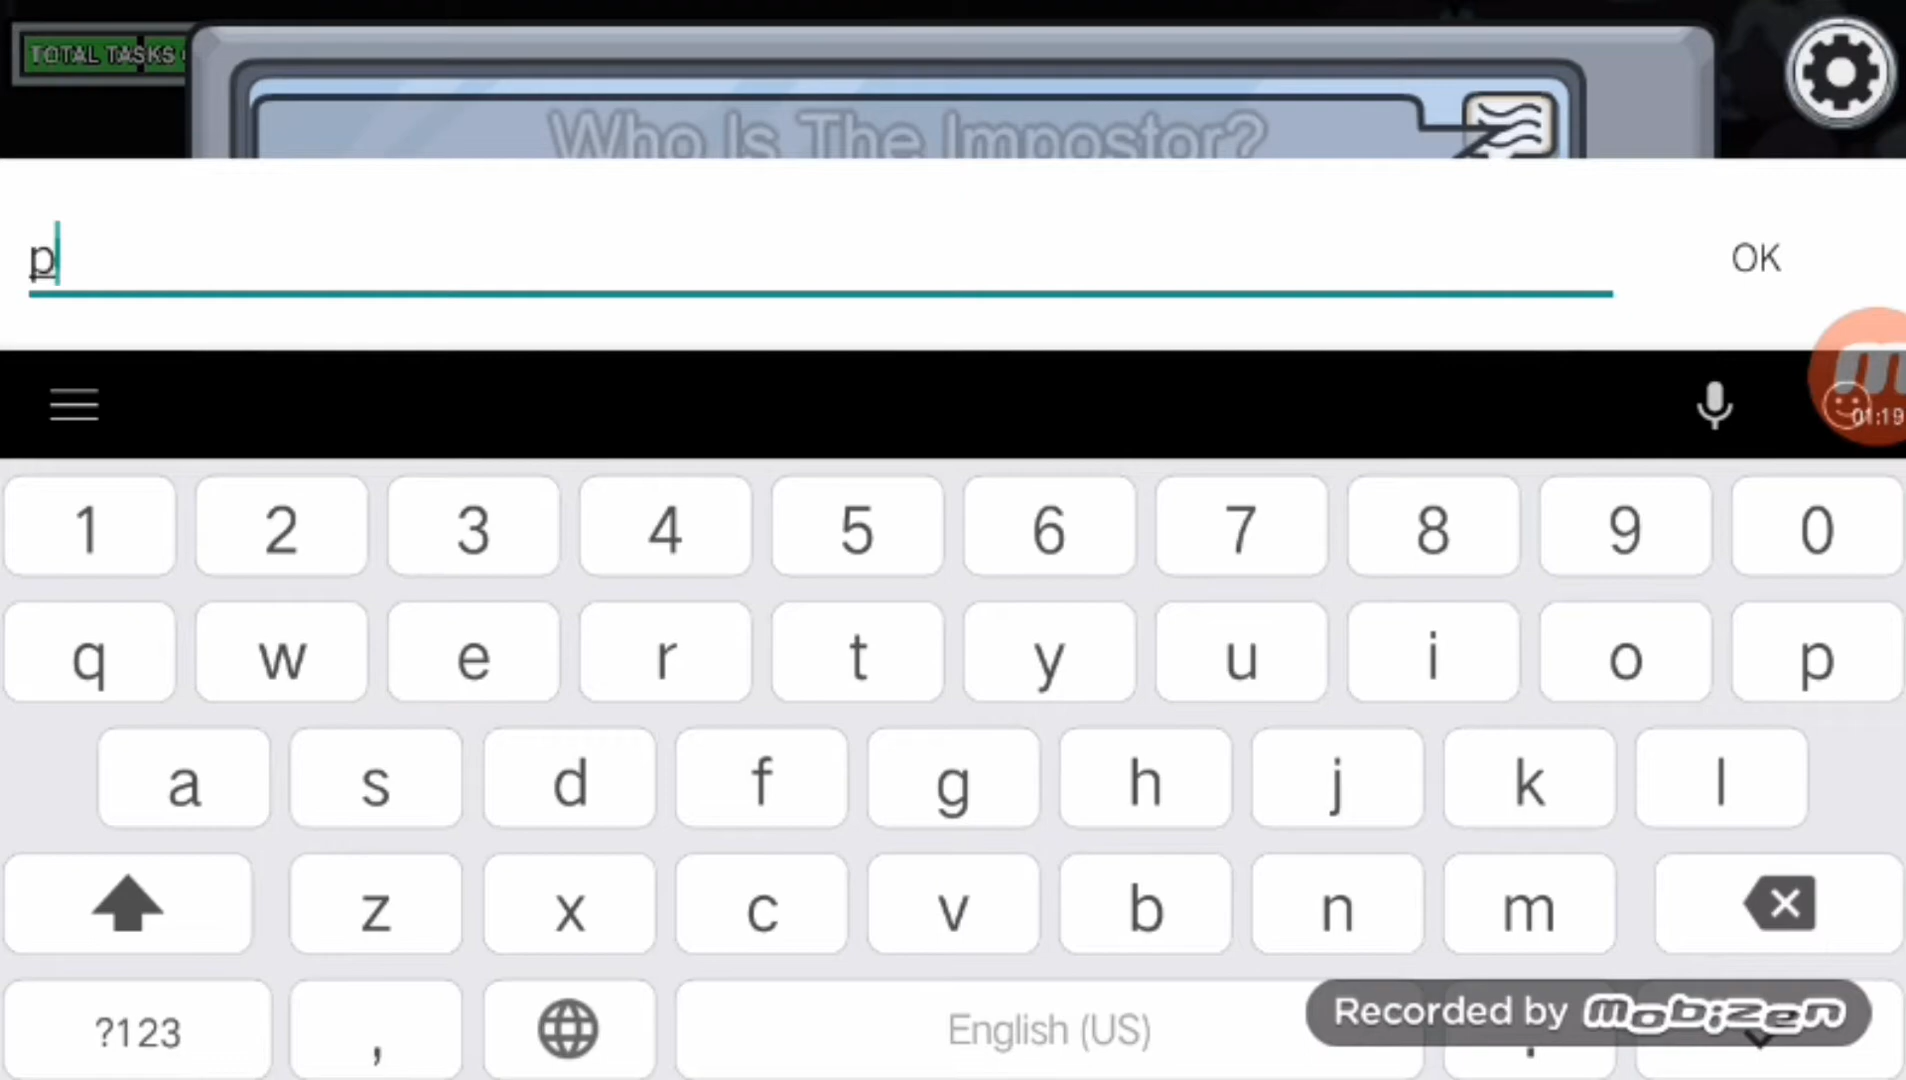 TOTAL TASKS
Who Is The Impostor?
p
OK
m
01:19
1 2 3 4 5 6 7 8 9 0
q w e r t y u i o p
a s d f g h j k l
z x c v b n m
?123 , English (US) .
Recorded by mobizen